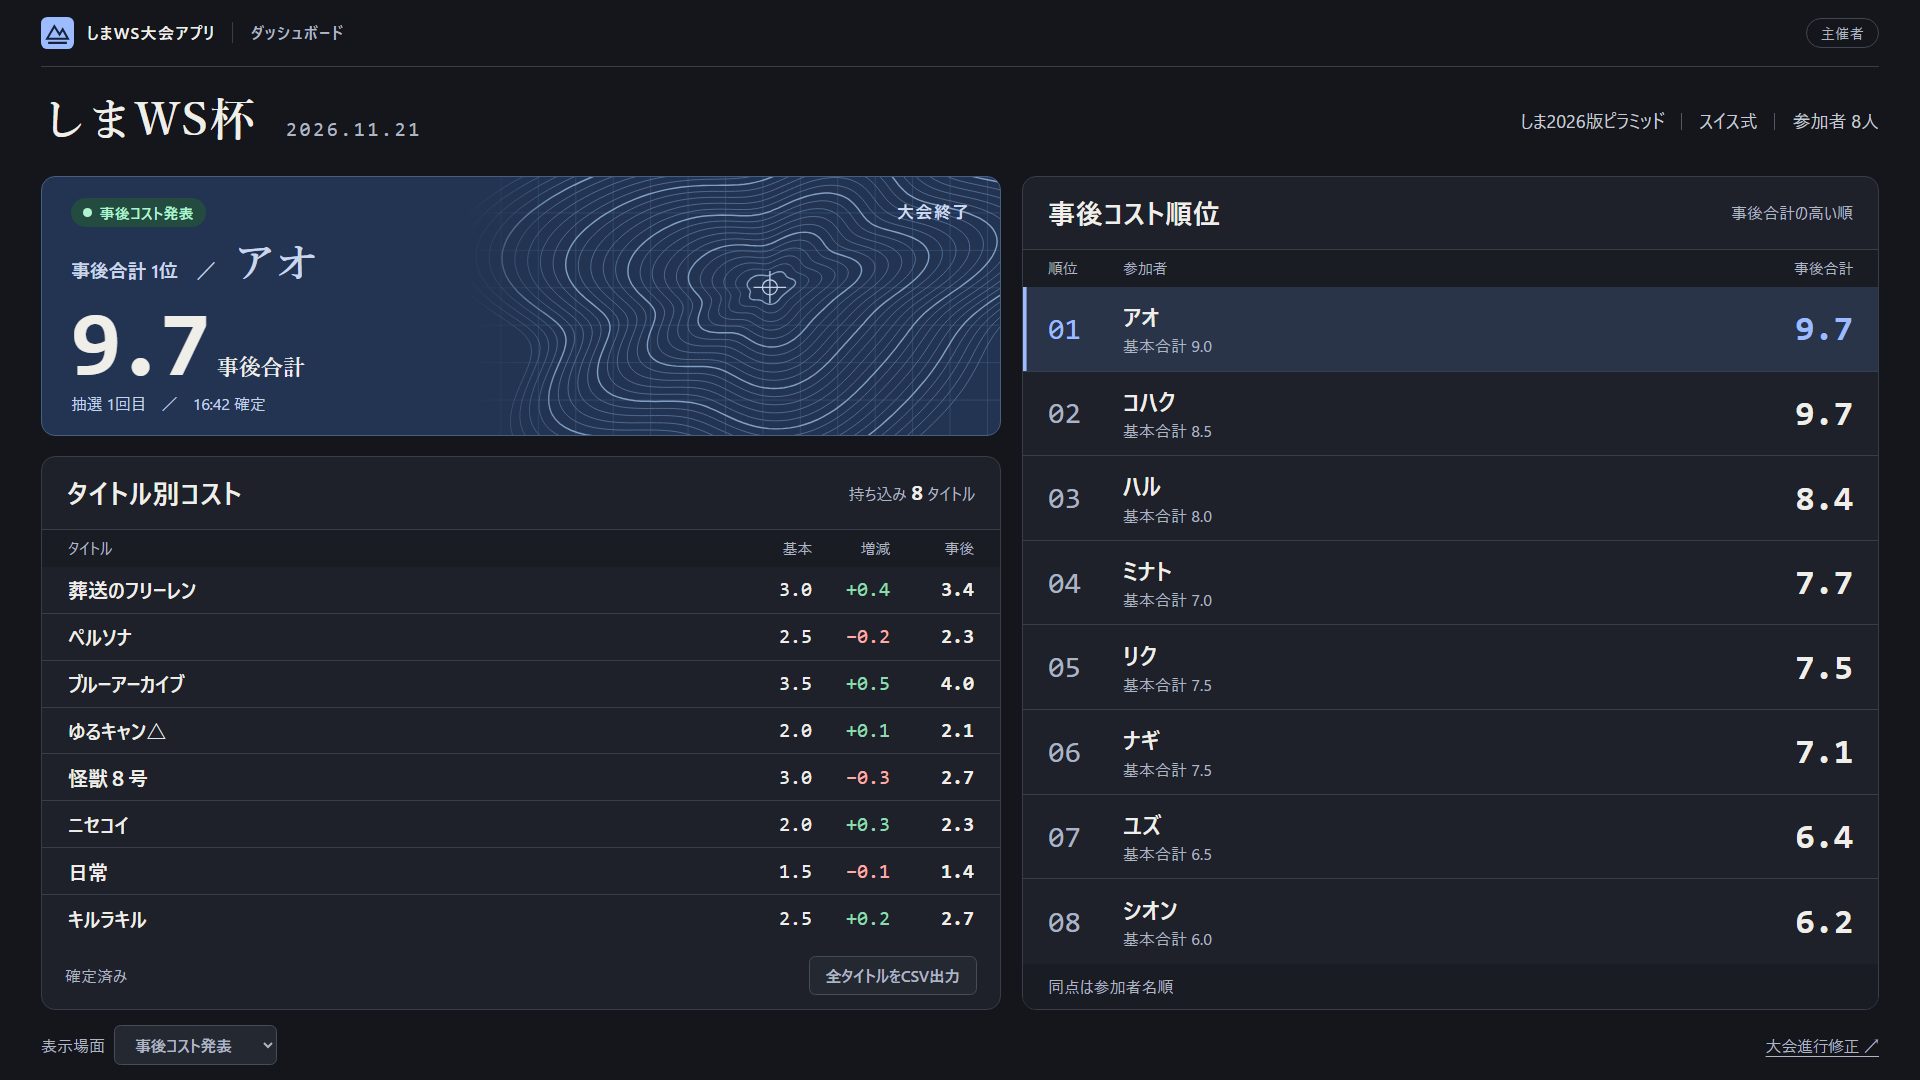 しまWS大会アプリ ダッシュボード 主催者
しまWS杯 2026.11.21 しま2026版ピラミッド スイス式 参加者 8人
事後コスト発表 大会終了
事後合計 1位 ／ アオ
9.7 事後合計
抽選 1回目 ／ 16:42 確定
タイトル別コスト 持ち込み 8 タイトル
タイトル 基本 増減 事後
葬送のフリーレン 3.0 +0.4 3.4
ペルソナ 2.5 −0.2 2.3
ブルーアーカイブ 3.5 +0.5 4.0
ゆるキャン△ 2.0 +0.1 2.1
怪獣８号 3.0 −0.3 2.7
ニセコイ 2.0 +0.3 2.3
日常 1.5 −0.1 1.4
キルラキル 2.5 +0.2 2.7
確定済み 全タイトルをCSV出力
事後コスト順位 事後合計の高い順
順位 参加者 事後合計
01 アオ 9.7
基本合計 9.0
02 コハク 9.7
基本合計 8.5
03 ハル 8.4
基本合計 8.0
04 ミナト 7.7
基本合計 7.0
05 リク 7.5
基本合計 7.5
06 ナギ 7.1
基本合計 7.5
07 ユズ 6.4
基本合計 6.5
08 シオン 6.2
基本合計 6.0
同点は参加者名順
表示場面 事後コスト発表 大会進行修正 ↗